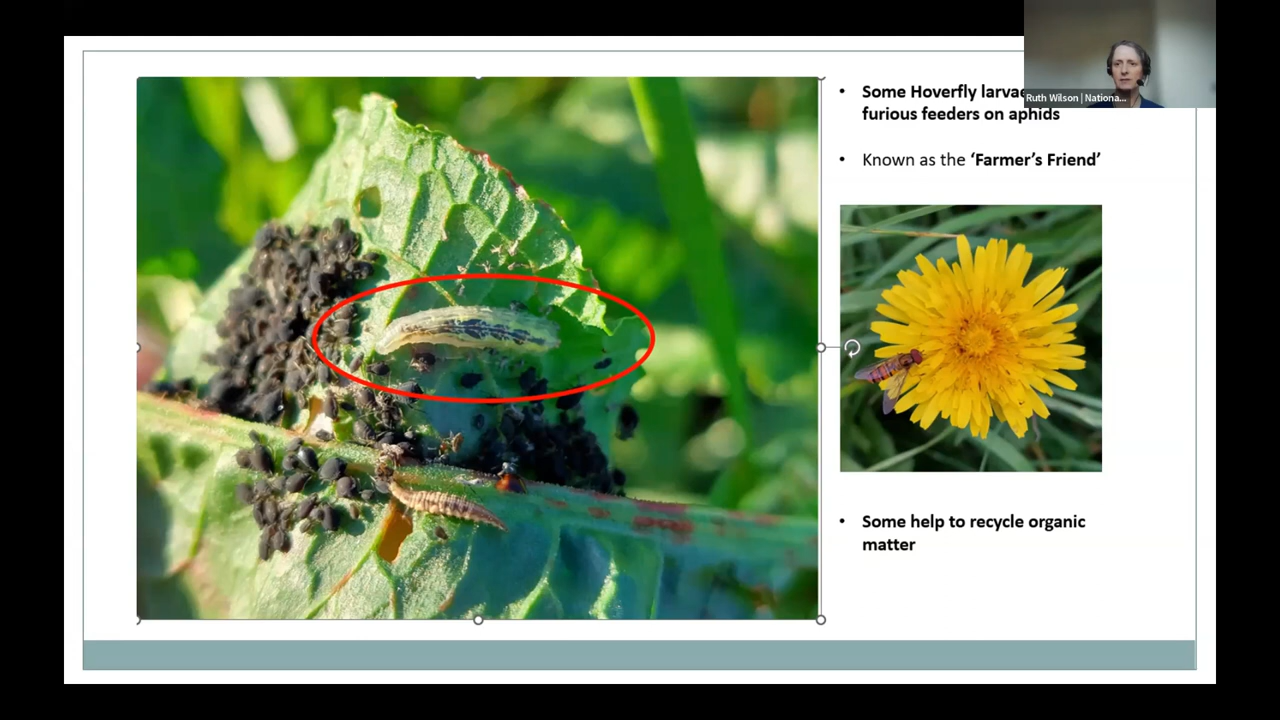 • Some Hoverfly larvae
furious feeders on aphids
• Known as the ‘Farmer’s Friend’
• Some help to recycle organic
matter
Ruth Wilson | Nationa...